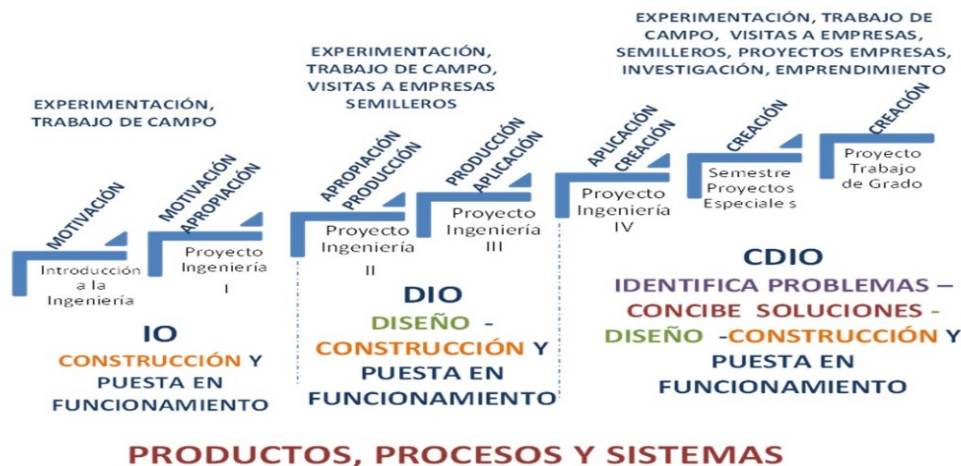 EXPERIMENTACIÓN,
TRABAJO DE CAMPO
EXPERIMENTACIÓN,
TRABAJO DE CAMPO,
VISITAS A EMPRESAS
SEMILLEROS
EXPERIMENTACIÓN, TRABAJO DE
CAMPO, VISITAS A EMPRESAS,
SEMILLEROS, PROYECTOS EMPRESAS,
INVESTIGACIÓN, EMPRENDIMIENTO
MOTIVACIÓN
Introducción
a la
Ingeniería
MOTIVACIÓN
APROPIACIÓN
Proyecto
Ingeniería
I
APROPIACIÓN
PRODUCCIÓN
Proyecto
Ingeniería
II
PRODUCCIÓN
APLICACIÓN
Proyecto
Ingeniería
III
APLICACIÓN
CREACIÓN
Proyecto
Ingeniería
IV
CREACIÓN
Semestre
Proyectos
Especiale s
CREACIÓN
Proyecto
Trabajo
de Grado
IO
CONSTRUCCIÓN Y
PUESTA EN
FUNCIONAMIENTO
DIO
DISEÑO -
CONSTRUCCIÓN Y
PUESTA EN
FUNCIONAMIENTO
CDIO
IDENTIFICA PROBLEMAS –
CONCIBE SOLUCIONES -
DISEÑO -CONSTRUCCIÓN Y
PUESTA EN
FUNCIONAMIENTO
PRODUCTOS, PROCESOS Y SISTEMAS